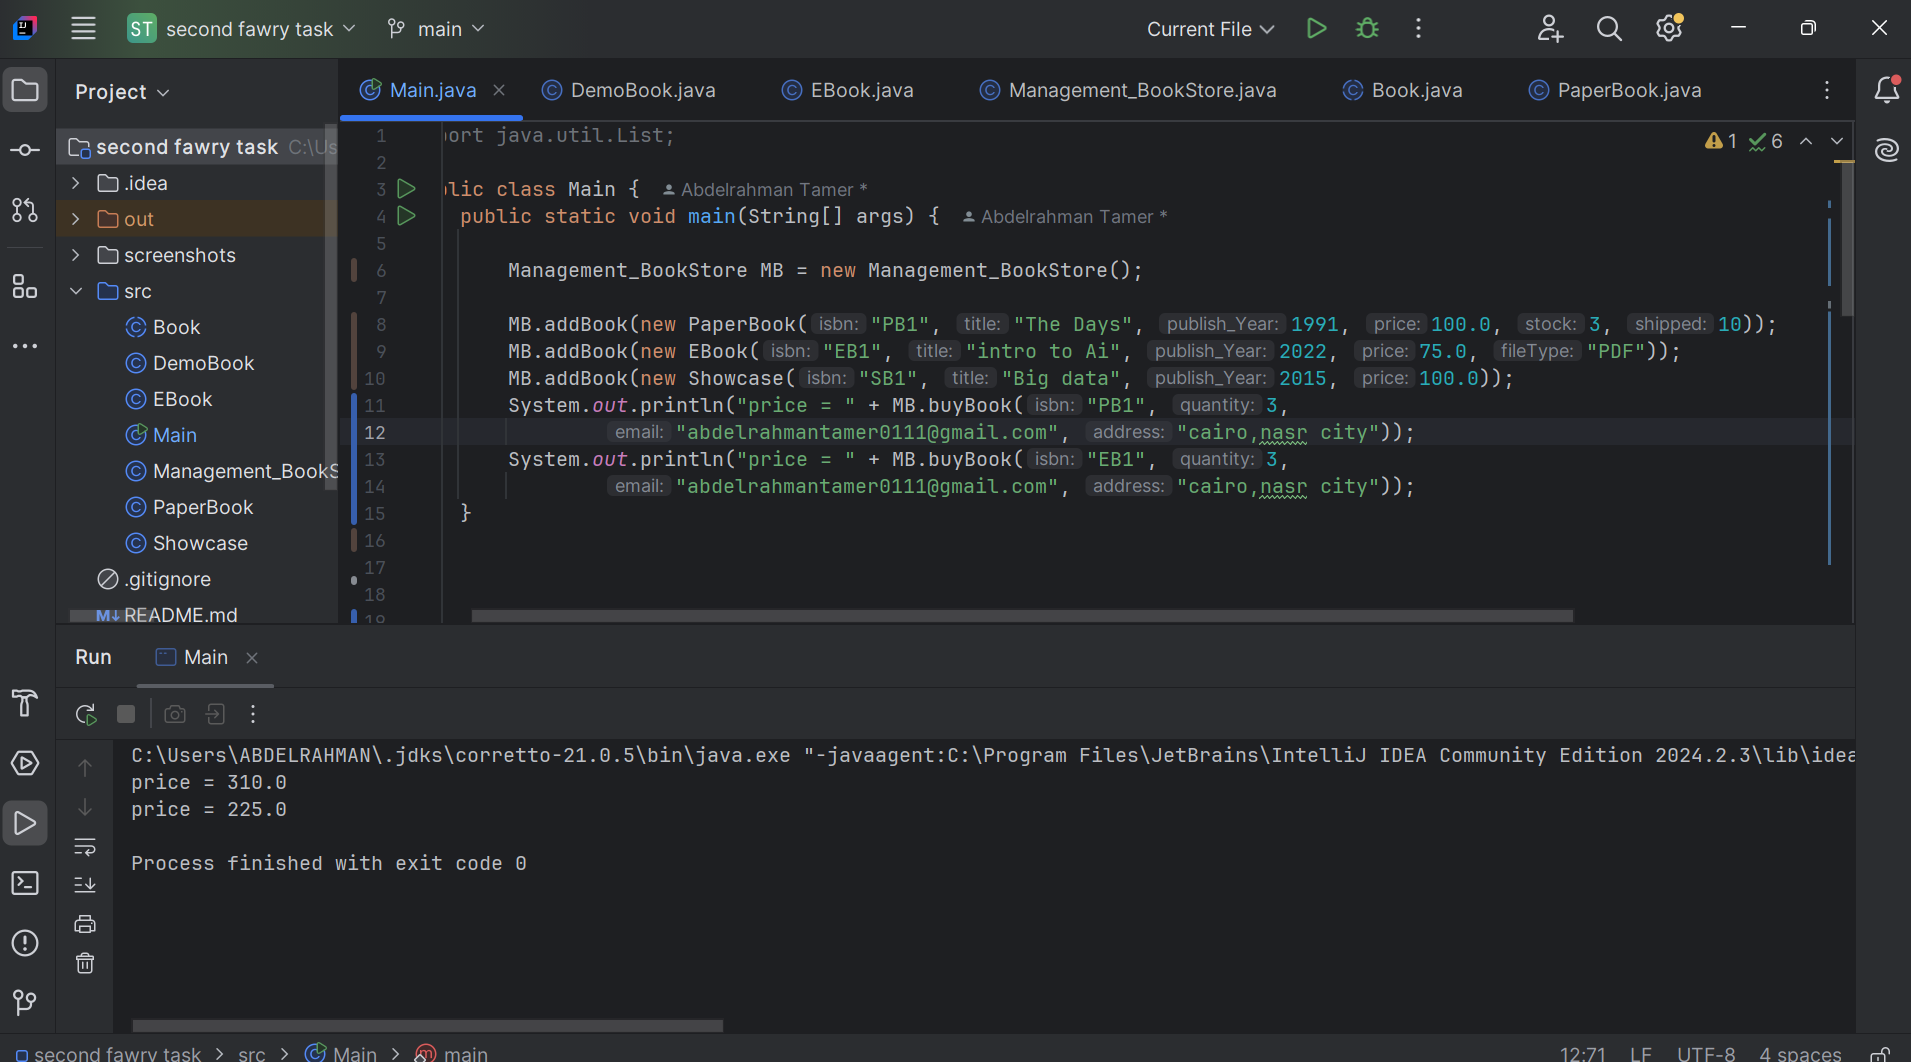 ST second fawry task main Current File
Project
Main.java DemoBook.java EBook.java Management_BookStore.java Book.java PaperBook.java
second fawry task C:\Us
.idea
out
screenshots
src
Book
DemoBook
EBook
Main
Management_BookS
PaperBook
Showcase
.gitignore
M↓ README.md
1 6
1 ort java.util.List;
2
3 lic class Main { Abdelrahman Tamer *
4 public static void main(String[] args) { Abdelrahman Tamer *
5
6 Management_BookStore MB = new Management_BookStore();
7
8 MB.addBook(new PaperBook( isbn: "PB1", title: "The Days", publish_Year: 1991, price: 100.0, stock: 3, shipped: 10));
9 MB.addBook(new EBook( isbn: "EB1", title: "intro to Ai", publish_Year: 2022, price: 75.0, fileType: "PDF"));
10 MB.addBook(new Showcase( isbn: "SB1", title: "Big data", publish_Year: 2015, price: 100.0));
11 System.out.println("price = " + MB.buyBook( isbn: "PB1", quantity: 3,
12 email: "abdelrahmantamer0111@gmail.com", address: "cairo,nasr city"));
13 System.out.println("price = " + MB.buyBook( isbn: "EB1", quantity: 3,
14 email: "abdelrahmantamer0111@gmail.com", address: "cairo,nasr city"));
15 }
16
17
18
19
Run Main
C:\Users\ABDELRAHMAN\.jdks\corretto-21.0.5\bin\java.exe "-javaagent:C:\Program Files\JetBrains\IntelliJ IDEA Community Edition 2024.2.3\lib\idea
price = 310.0
price = 225.0
Process finished with exit code 0
second fawry task > src > Main > main
12:71 LF UTF-8 4 spaces